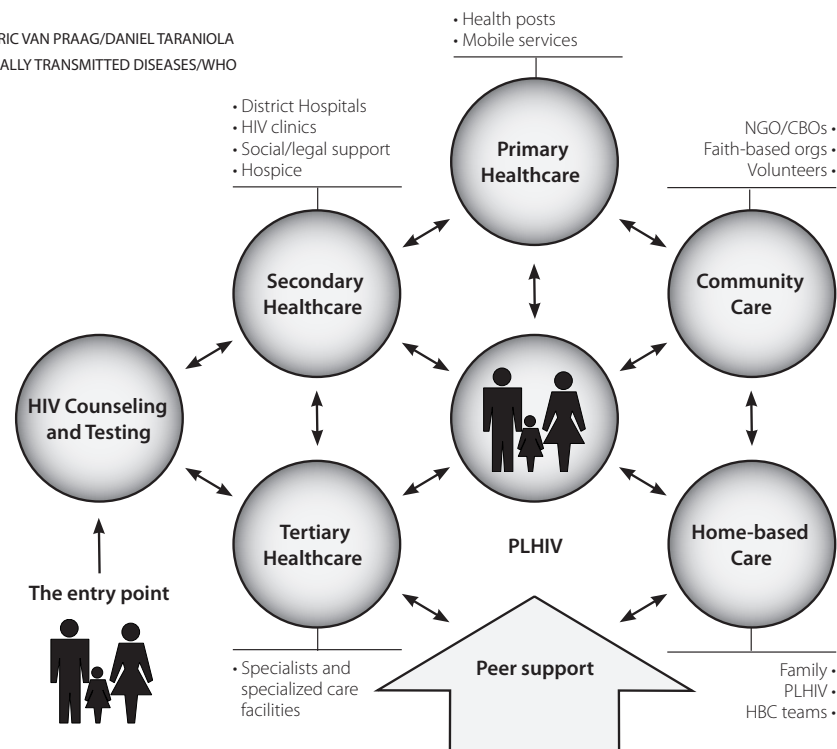 RIC VAN PRAAG/DANIEL TARANIOLA
ALLY TRANSMITTED DISEASES/WHO
• Health posts
• Mobile services
• District Hospitals
• HIV clinics
• Social/legal support
• Hospice
Primary
Healthcare
NGO/CBOs •
Faith-based orgs •
Volunteers •
Secondary
Healthcare
Community
Care
HIV Counseling
and Testing
Tertiary
Healthcare
PLHIV
Home-based
Care
The entry point
Peer support
• Specialists and
specialized care
facilities
Family •
PLHIV •
HBC teams •